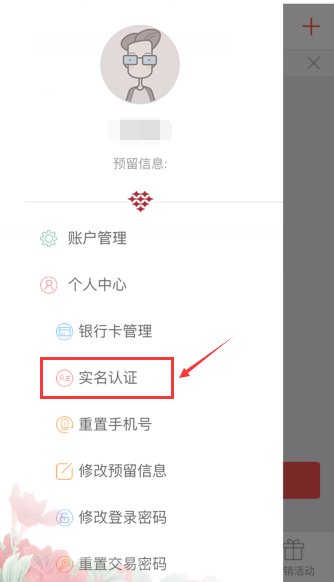 预留信息:
账户管理
个人中心
银行卡管理
实名认证
重置手机号
修改预留信息
修改登录密码
重置交易密码
销活动